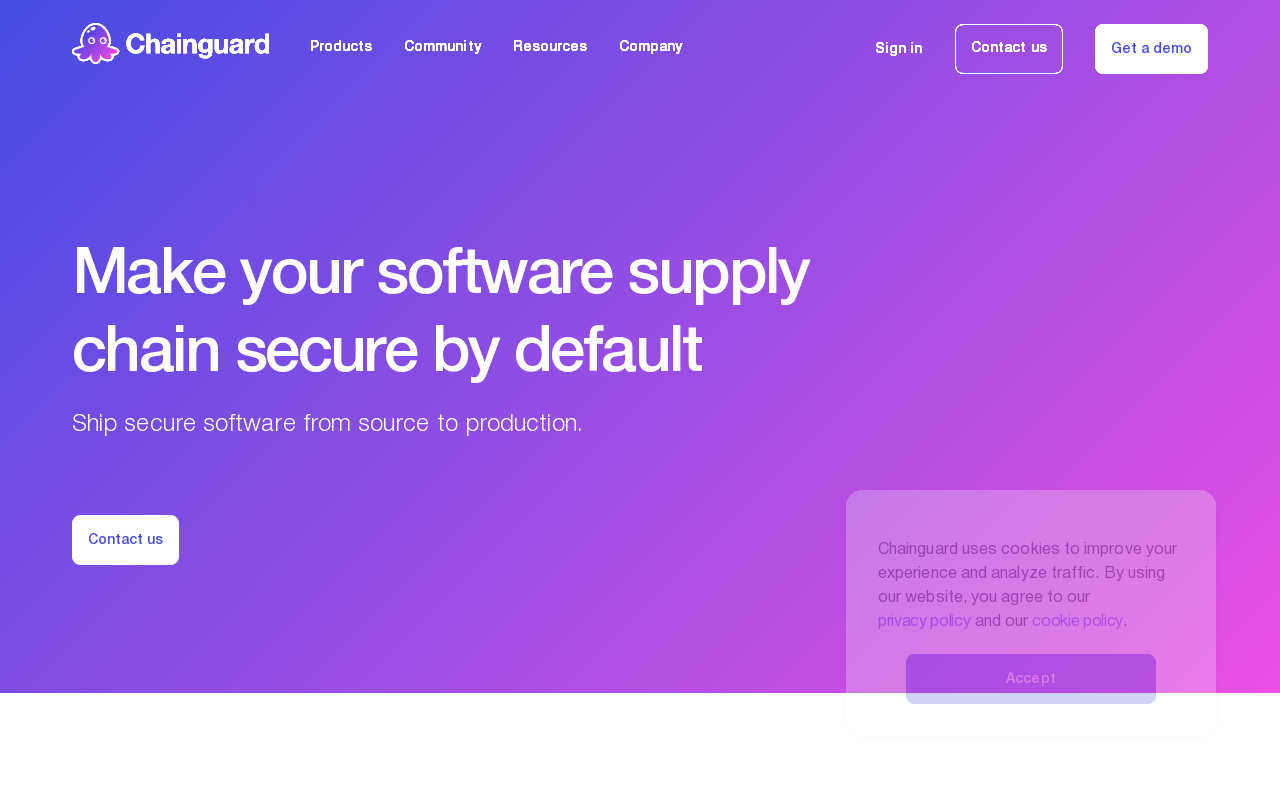 Chainguard
Products
Community
Resources
Company
Sign in
Contact us
Get a demo
Make your software supply
chain secure by default
Ship secure software from source to production.
Contact us
Chainguard uses cookies to improve your
experience and analyze traffic. By using
our website, you agree to our
privacy policy and our cookie policy.
Accept